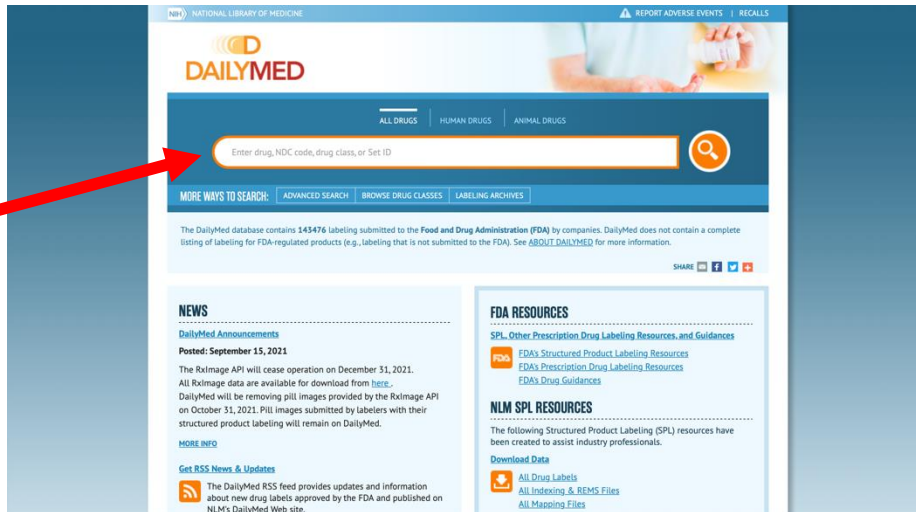 NIH NATIONAL LIBRARY OF MEDICINE
REPORT ADVERSE EVENTS | RECALLS
DAILYMED
ALL DRUGS | HUMAN DRUGS | ANIMAL DRUGS
Enter drug, NDC code, drug class, or Set ID
MORE WAYS TO SEARCH: ADVANCED SEARCH BROWSE DRUG CLASSES LABELING ARCHIVES
The DailyMed database contains 143476 labeling submitted to the Food and Drug Administration (FDA) by companies. DailyMed does not contain a complete
listing of labeling for FDA-regulated products (e.g., labeling that is not submitted to the FDA). See ABOUT DAILYMED for more information.
SHARE
NEWS
DailyMed Announcements
Posted: September 15, 2021
The RxImage API will cease operation on December 31, 2021.
All RxImage data are available for download from here .
DailyMed will be removing pill images provided by the RxImage API
on October 31, 2021. Pill images submitted by labelers with their
structured product labeling will remain on DailyMed.
MORE INFO
Get RSS News & Updates
The DailyMed RSS feed provides updates and information
about new drug labels approved by the FDA and published on
NLM's DailyMed Web site.
FDA RESOURCES
SPL, Other Prescription Drug Labeling Resources, and Guidances
FDA
FDA's Structured Product Labeling Resources
FDA's Prescription Drug Labeling Resources
FDA's Drug Guidances
NLM SPL RESOURCES
The following Structured Product Labeling (SPL) resources have
been created to assist industry professionals.
Download Data
All Drug Labels
All Indexing & REMS Files
All Mapping Files